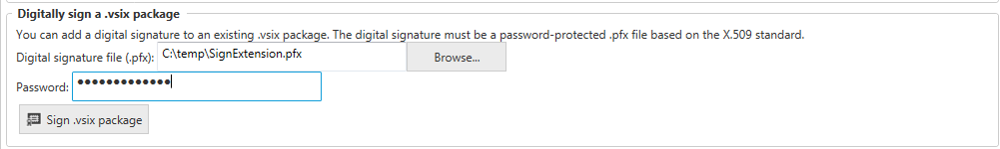 Digitally sign a .vsix package
You can add a digital signature to an existing .vsix package. The digital signature must be a password-protected .pfx file based on the X.509 standard.
Digital signature file (.pfx): C:\temp\SignExtension.pfx Browse...
Password: ●●●●●●●●●●●●●
Sign .vsix package